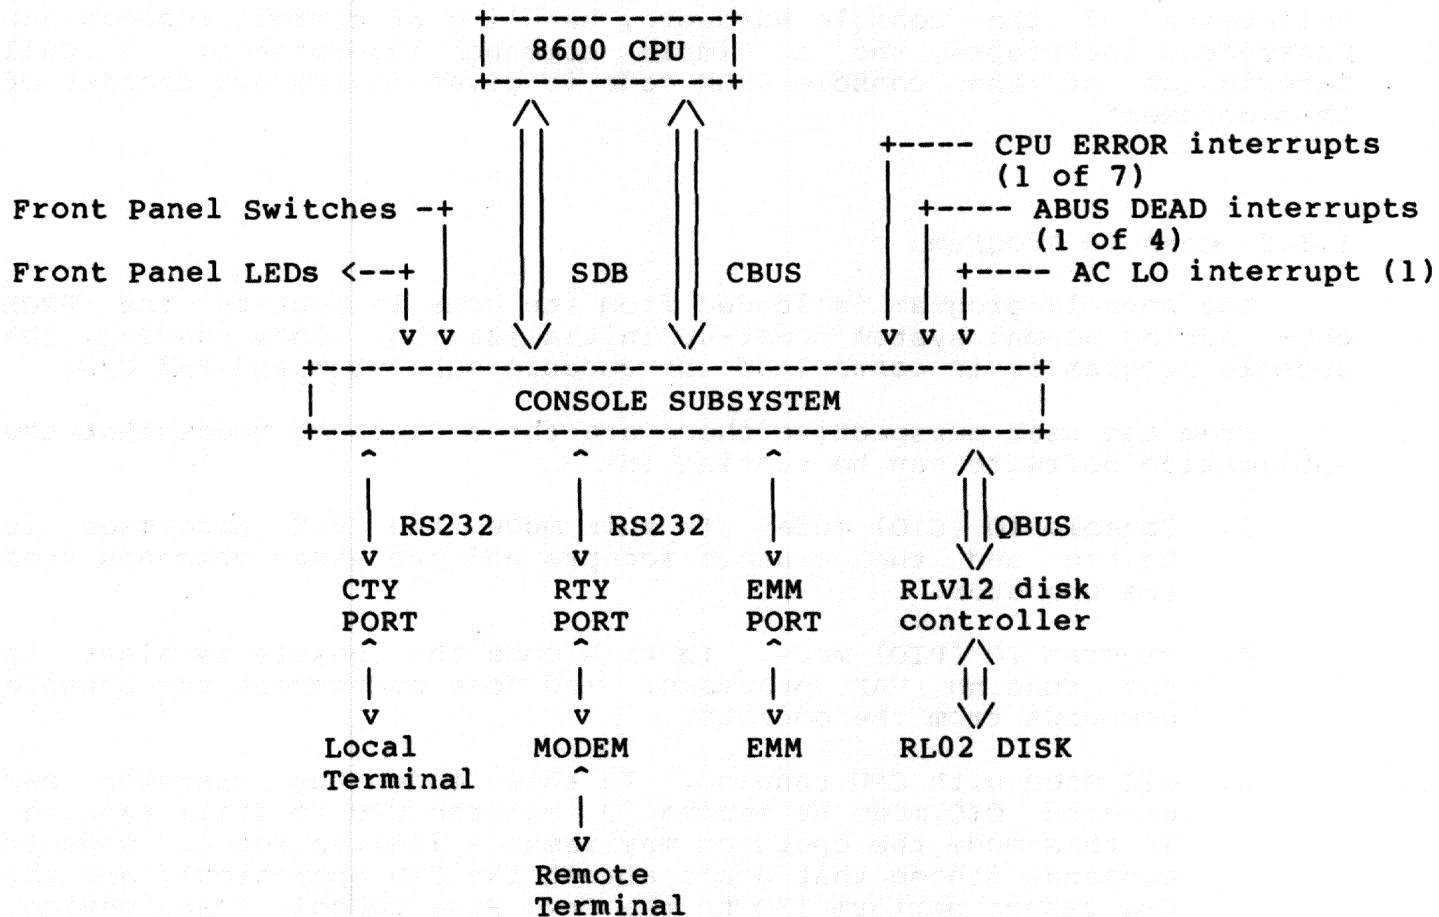 8600 CPU
CPU ERROR interrupts
(1 of 7)
Front Panel Switches
ABUS DEAD interrupts
(1 of 4)
Front Panel LEDs
SDB
CBUS
AC LO interrupt (1)
CONSOLE SUBSYSTEM
RS232
RS232
QBUS
CTY
PORT
RTY
PORT
EMM
PORT
RLV12 disk
controller
Local
Terminal
MODEM
EMM
RL02 DISK
Remote
Terminal